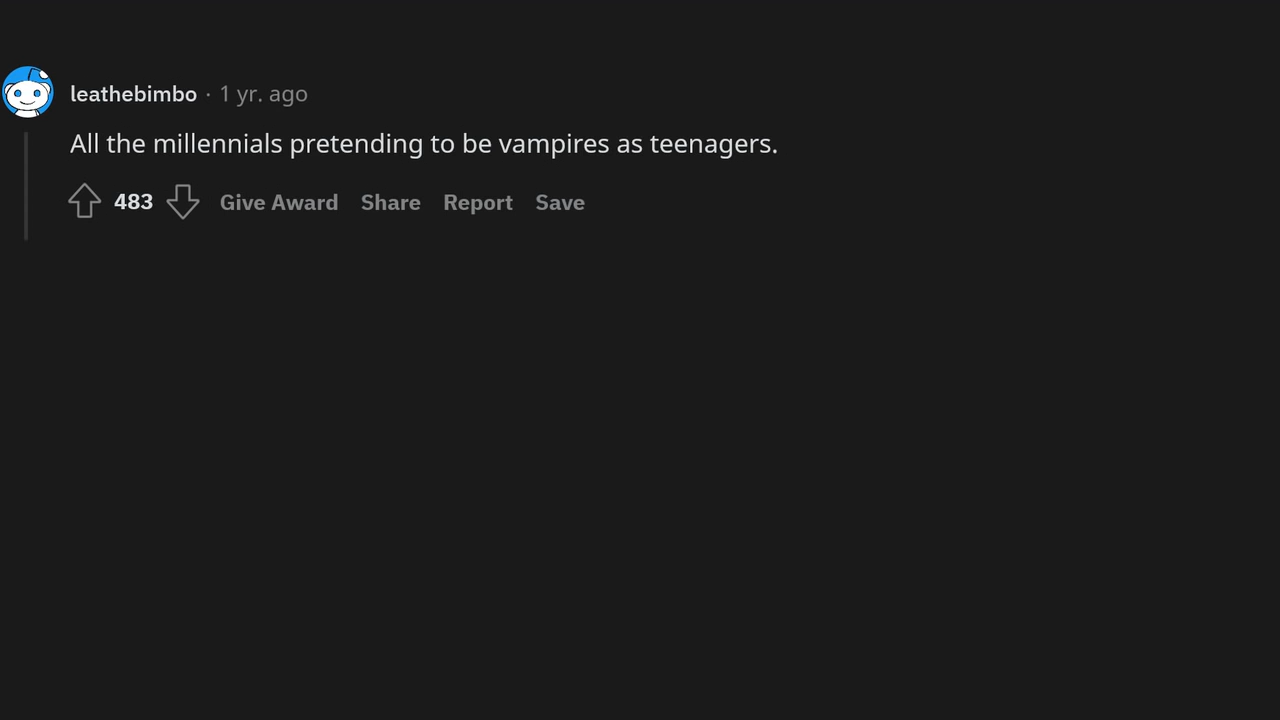 leathebimbo · 1 yr. ago
All the millennials pretending to be vampires as teenagers.
483 Give Award Share Report Save